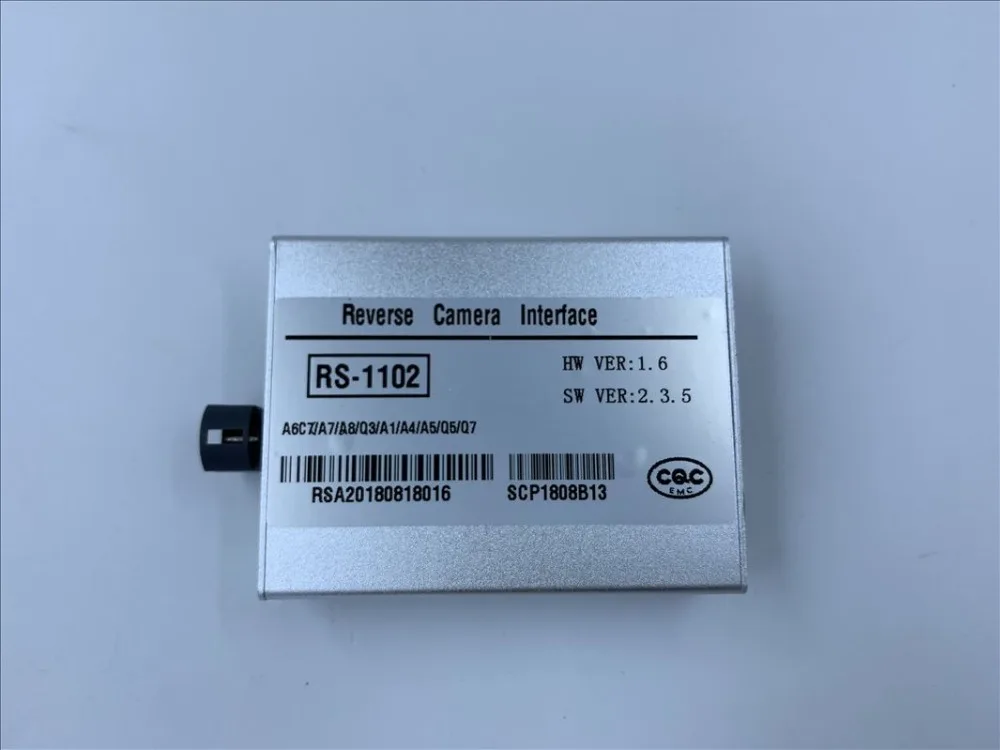 Reverse Camera Interface
RS-1102
HW VER:1.6
SW VER:2.3.5
A6C7/A7/A8/Q3/A1/A4/A5/Q5/Q7
RSA20180818016
SCP1808B13
CQC
EMC